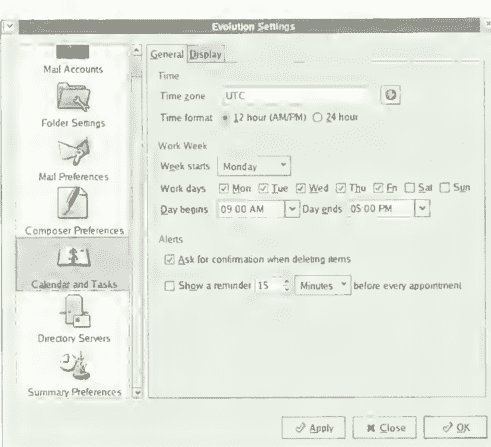 Evolution Settings
Mail Accounts
Folder Settings
Mail Preferences
Composer Preferences
Calendar and Tasks
Directory Servers
Summary Preferences
General Display
Time
Time zone UTC
Time format 12 hour (AM/PM) 24 hour
Work Week
Week starts Monday
Work days Mon Tue Wed Thu Fri Sat Sun
Day begins 09 00 AM Day ends 05 00 PM
Alerts
Ask for confirmation when deleting items
Show a reminder 15 Minutes before every appointment
Apply Close OK